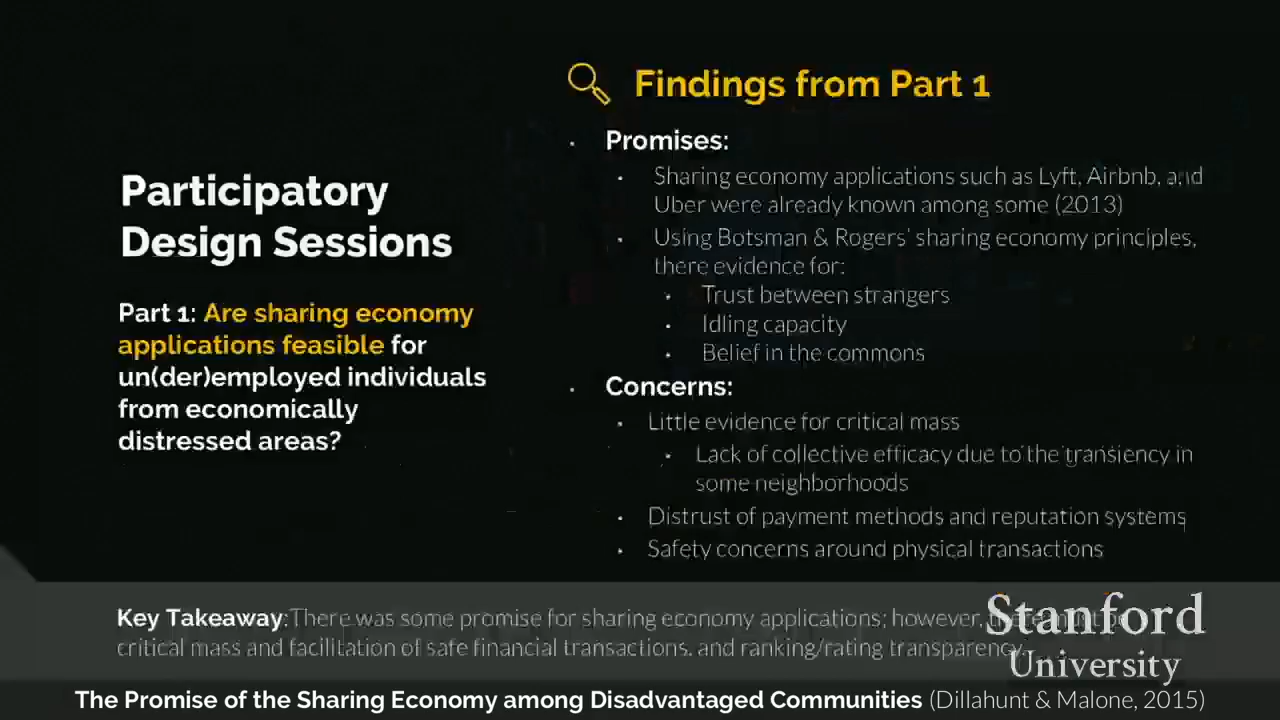 Participatory
Design Sessions
Part 1: Are sharing economy
applications feasible for
un(der)employed individuals
from economically
distressed areas?
Findings from Part 1
• Promises:
• Sharing economy applications such as Lyft, Airbnb, and
Uber were already known among some (2013)
• Using Botsman & Rogers' sharing economy principles,
there evidence for:
• Trust between strangers
• Idling capacity
• Belief in the commons
• Concerns:
• Little evidence for critical mass
• Lack of collective efficacy due to the transiency in
some neighborhoods
• Distrust of payment methods and reputation systems
• Safety concerns around physical transactions
Key Takeaway: There was some promise for sharing economy applications; however,
critical mass and facilitation of safe financial transactions, and ranking/rating transparency.
Stanford
University
The Promise of the Sharing Economy among Disadvantaged Communities (Dillahunt & Malone, 2015)